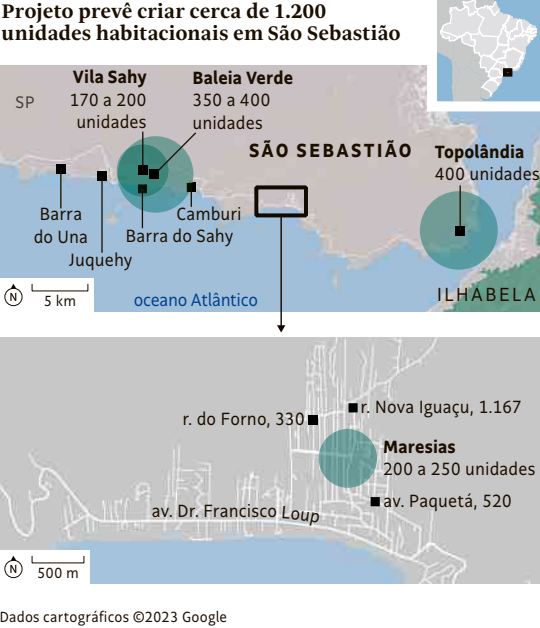 Projeto prevê criar cerca de 1.200
unidades habitacionais em São Sebastião
SP
Vila Sahy
170 a 200
unidades
Baleia Verde
350 a 400
unidades
SÃO SEBASTIÃO
Topolândia
400 unidades
Barra
do Una
Juquehy
Barra do Sahy
Camburi
N
5 km
oceano Atlântico
ILHABELA
r. do Forno, 330
r. Nova Iguaçu, 1.167
Maresias
200 a 250 unidades
av. Paquetá, 520
av. Dr. Francisco Loup
N
500 m
Dados cartográficos ©2023 Google